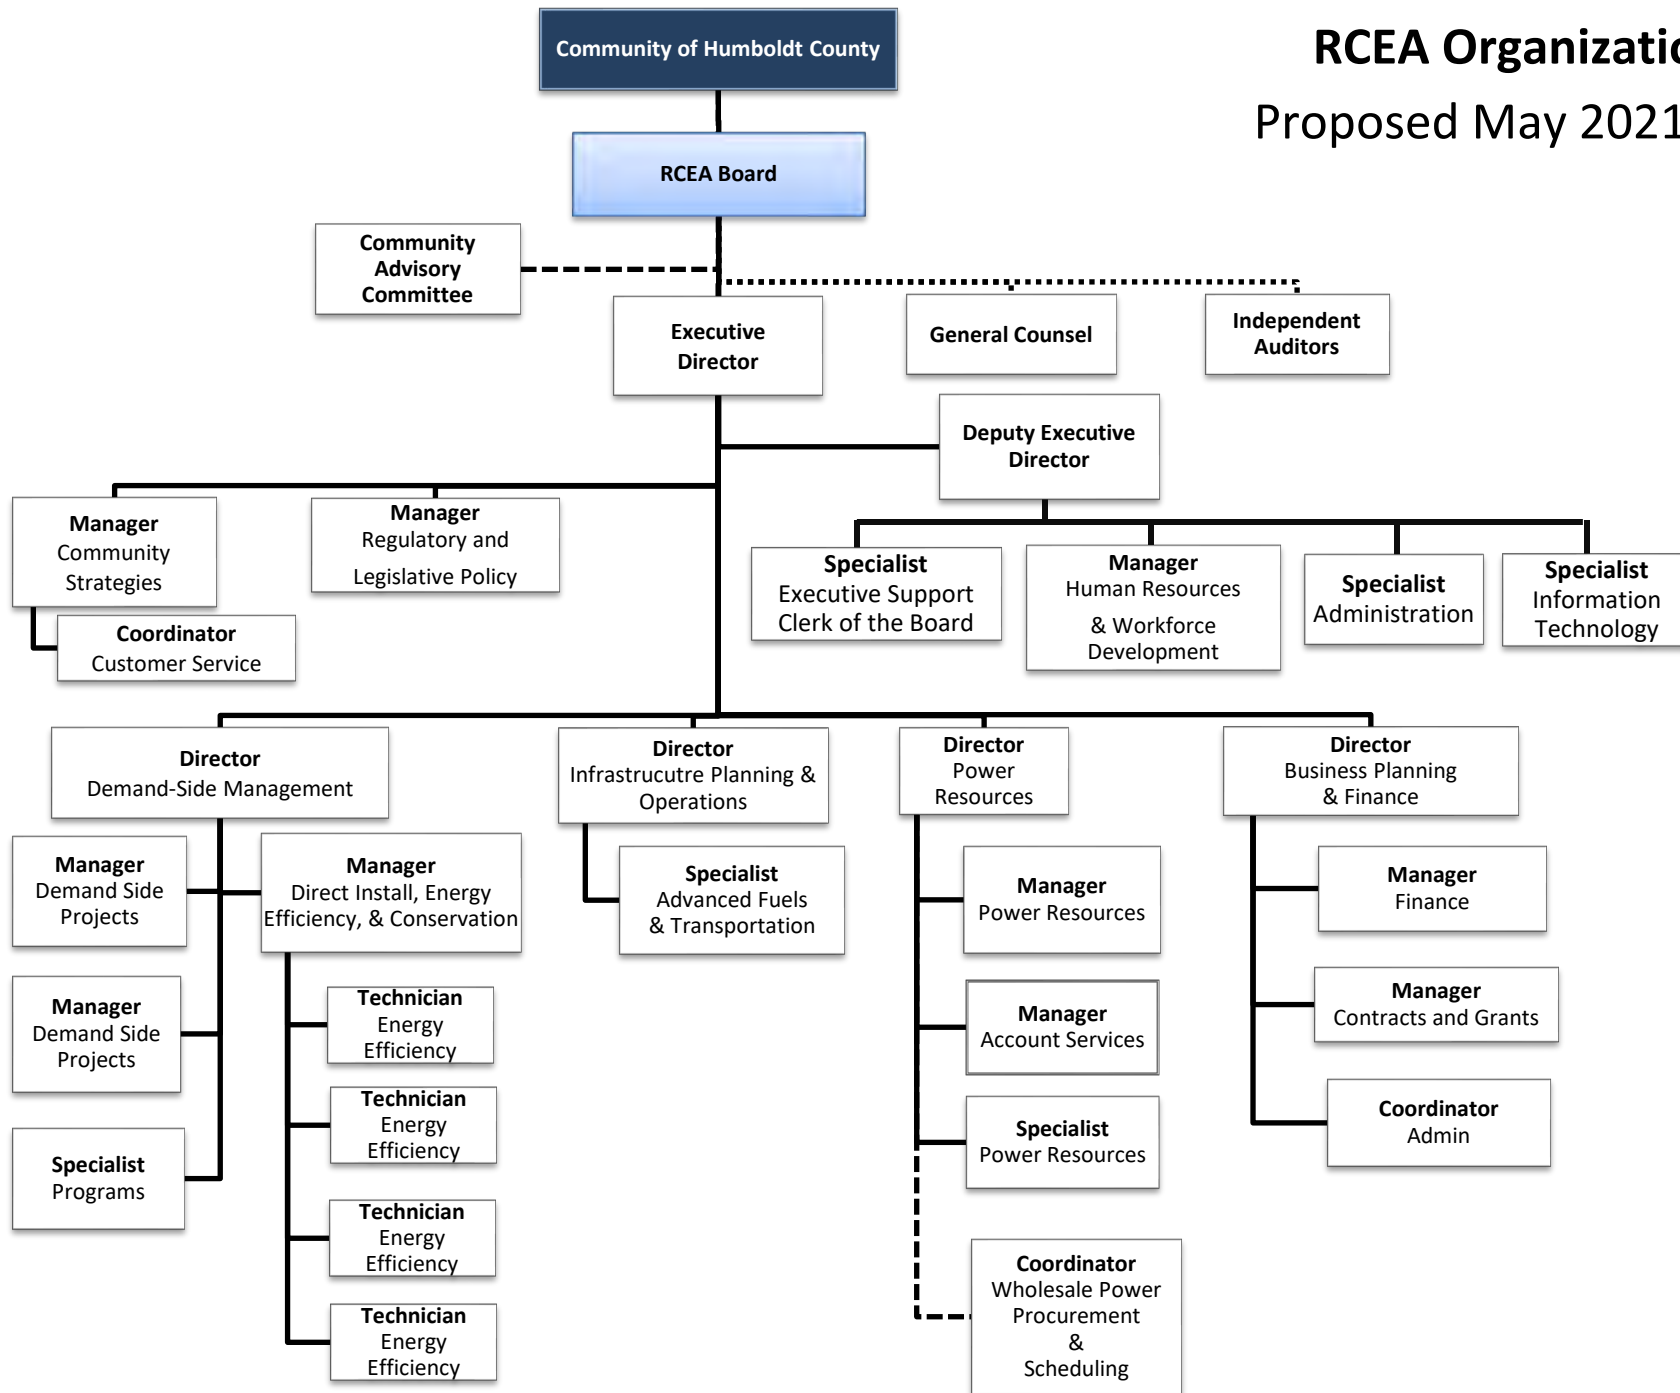 Community of Humboldt County
RCEA Organizatio
Proposed May 2021
RCEA Board
Community
Advisory
Committee
Executive
Director
General Counsel
Independent
Auditors
Deputy Executive
Director
Manager
Community
Strategies
Manager
Regulatory and
Legislative Policy
Coordinator
Customer Service
Specialist
Executive Support
Clerk of the Board
Manager
Human Resources
& Workforce
Development
Specialist
Administration
Specialist
Information
Technology
Director
Demand-Side Management
Director
Infrastrucutre Planning &
Operations
Director
Power
Resources
Director
Business Planning
& Finance
Manager
Demand Side
Projects
Manager
Direct Install, Energy
Efficiency, & Conservation
Specialist
Advanced Fuels
& Transportation
Manager
Power Resources
Manager
Finance
Manager
Demand Side
Projects
Technician
Energy
Efficiency
Manager
Account Services
Manager
Contracts and Grants
Technician
Energy
Efficiency
Specialist
Power Resources
Coordinator
Admin
Specialist
Programs
Technician
Energy
Efficiency
Technician
Energy
Efficiency
Coordinator
Wholesale Power
Procurement
&
Scheduling